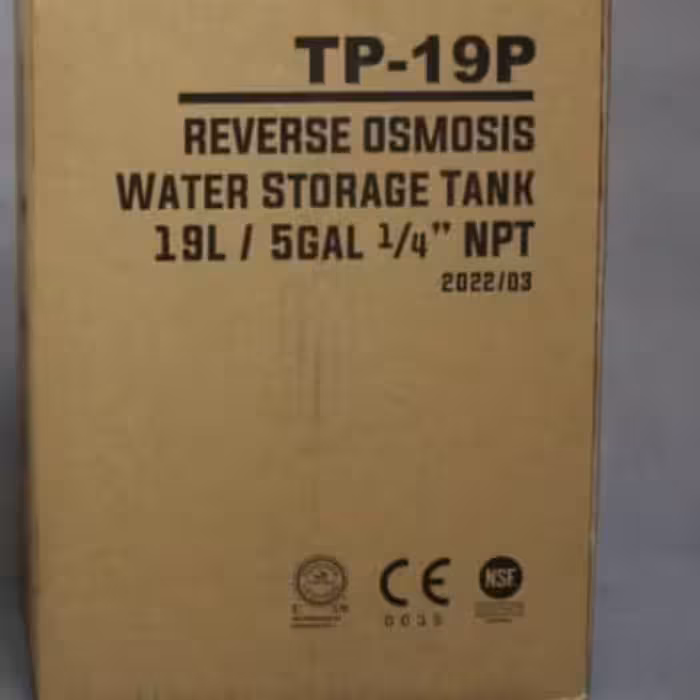 TP-19P
REVERSE OSMOSIS
WATER STORAGE TANK
19L / 5GAL 1/4" NPT
2022/03
CE
NSF